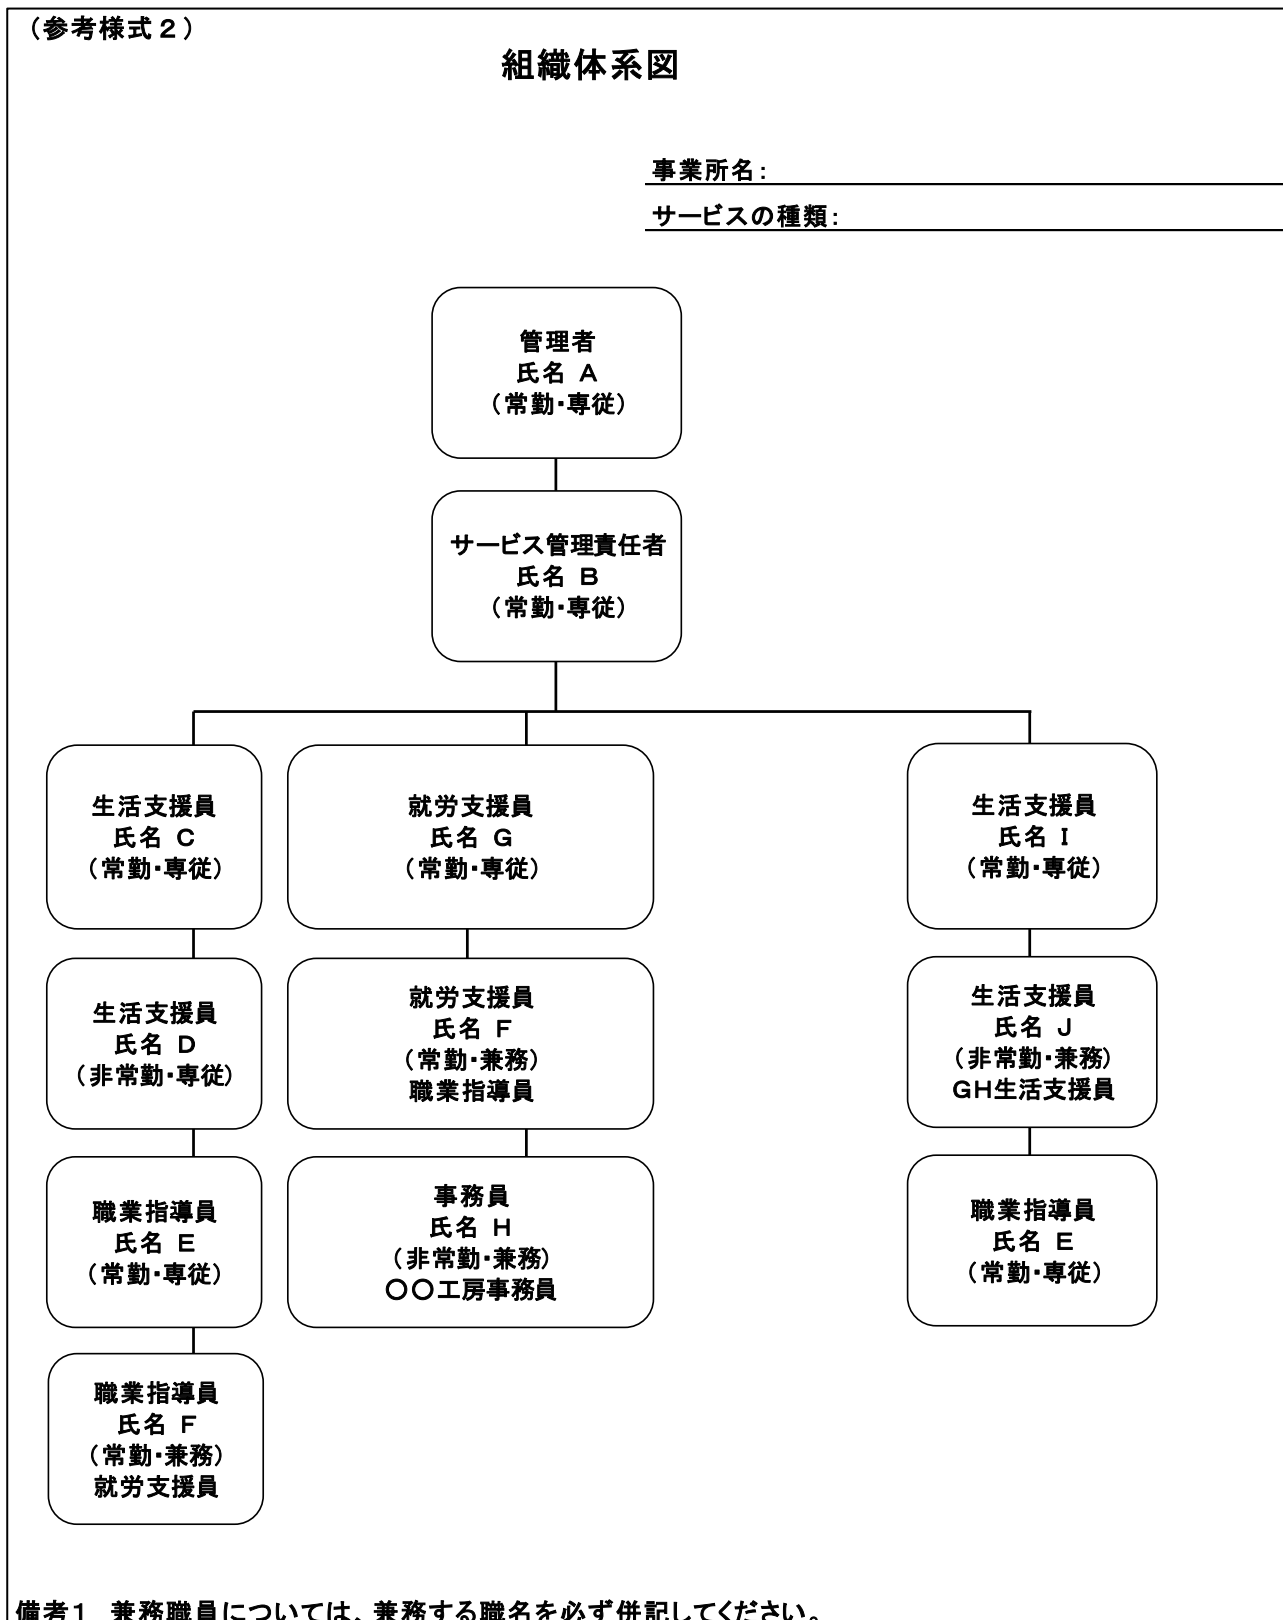 （参考様式２）
組織体系図
事業所名：
サービスの種類：
管理者
氏名 Ａ
（常勤・専従）
サービス管理責任者
氏名 Ｂ
（常勤・専従）
生活支援員
氏名 Ｃ
（常勤・専従）
就労支援員
氏名 Ｇ
（常勤・専従）
生活支援員
氏名 Ｉ
（常勤・専従）
生活支援員
氏名 Ｄ
（非常勤・専従）
就労支援員
氏名 Ｆ
（常勤・兼務）
職業指導員
生活支援員
氏名 Ｊ
（非常勤・兼務）
ＧＨ生活支援員
職業指導員
氏名 Ｅ
（常勤・専従）
事務員
氏名 Ｈ
（非常勤・兼務）
〇〇工房事務員
職業指導員
氏名 Ｅ
（常勤・専従）
職業指導員
氏名 Ｆ
（常勤・兼務）
就労支援員
備考１ 兼務職員については、兼務する職名を必ず併記してください。